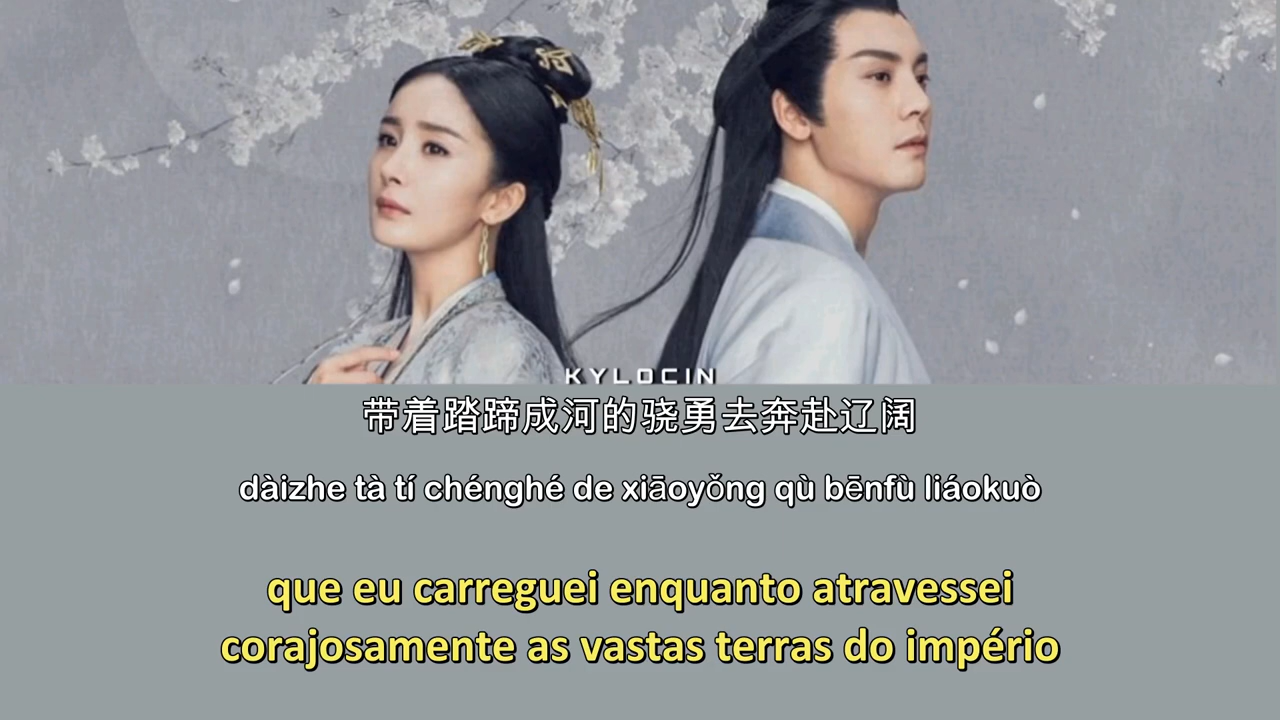 KYLOCIN
带着踏蹄成河的骁勇去奔赴辽阔
dàizhe tà tí chénghé de xiāoyǒng qù bēnfù liáokuò
que eu carreguei enquanto atravessei
corajosamente as vastas terras do império